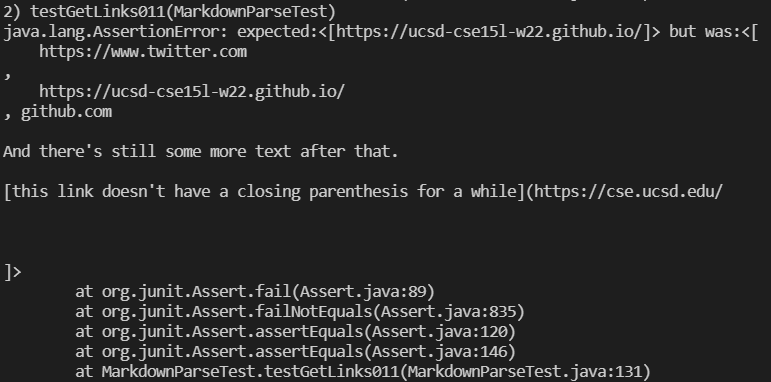 2) testGetLinks011(MarkdownParseTest)
java.lang.AssertionError: expected:<[https://ucsd-cse15l-w22.github.io/]> but was:<[
    https://www.twitter.com
,
    https://ucsd-cse15l-w22.github.io/
, github.com
And there's still some more text after that.
[this link doesn't have a closing parenthesis for a while](https://cse.ucsd.edu/
]>
        at org.junit.Assert.fail(Assert.java:89)
        at org.junit.Assert.failNotEquals(Assert.java:835)
        at org.junit.Assert.assertEquals(Assert.java:120)
        at org.junit.Assert.assertEquals(Assert.java:146)
        at MarkdownParseTest.testGetLinks011(MarkdownParseTest.java:131)